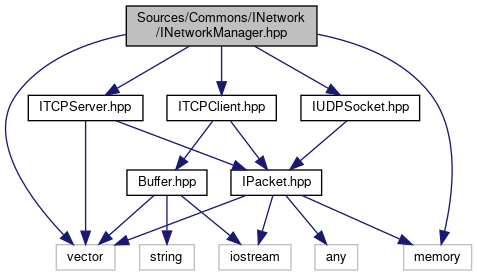 Sources/Commons/INetwork
/INetworkManager.hpp
ITCPServer.hpp
ITCPClient.hpp
IUDPSocket.hpp
Buffer.hpp
IPacket.hpp
vector
string
iostream
any
memory